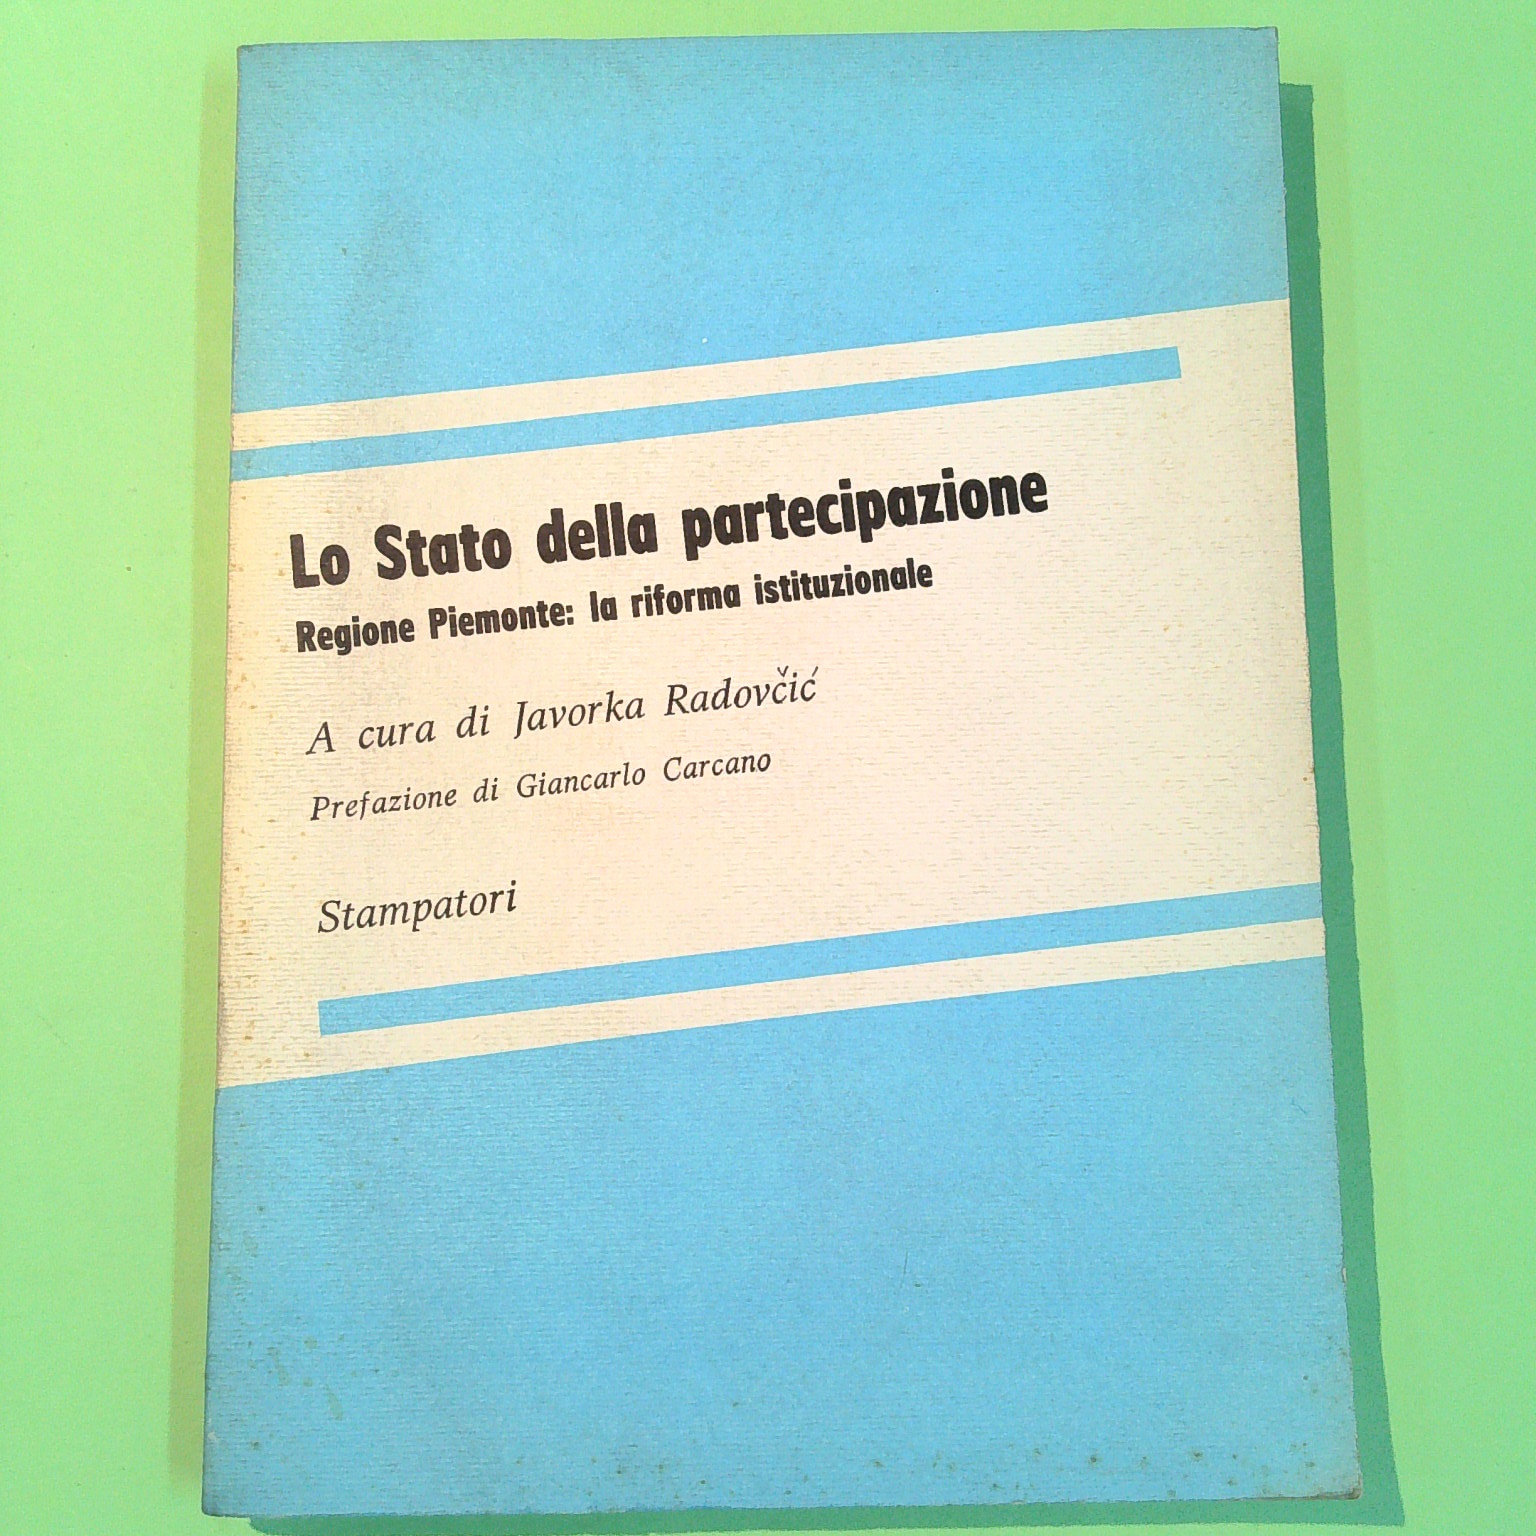 Lo Stato della partecipazione
Regione Piemonte: la riforma istituzionale
A cura di Javorka Radovčić
Prefazione di Giancarlo Carcano
Stampatori